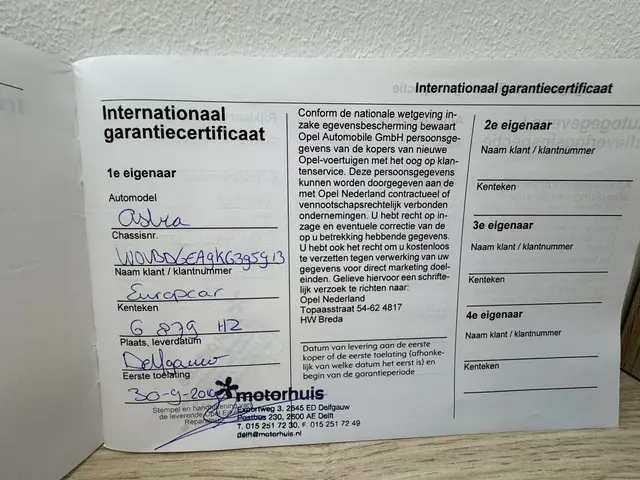 Internationaal garantiecertificaat
Internationaal
garantiecertificaat
1e eigenaar
Automodel
Astra
Chassisnr.
Naam klant / klantnummer
Europcar
Kenteken
G 879 HZ
Plaats, leverdatum
Delfgauw
Eerste toelating
30-9-20
Stempel en handtekening van
de leverende Opel
motorhuis
Exportweg 3, 2645 ED Delfgauw
Postbus 230, 2600 AE Delft
T. 015 251 72 30, F. 015 251 72 49
delft@motorhuis.nl
Conform de nationale wetgeving in-
zake egevensbescherming bewaart
Opel Automobile GmbH persoonsge-
gevens van de kopers van nieuwe
Opel-voertuigen met het oog op klan-
tenservice. Deze persoonsgegevens
kunnen worden doorgegeven aan de
met Opel Nederland contractueel of
vennootschapsrechtelijk verbonden
ondernemingen. U hebt recht op in-
zage en eventuele correctie van de
op u betrekking hebbende gegevens.
U hebt ook het recht om u kosteloos
te verzetten tegen verwerking van uw
gegevens voor direct marketing doel-
einden. Gelieve hiervoor een schrifte-
lijk verzoek te richten naar:
Opel Nederland
Topaasstraat 54-62 4817
HW Breda
Datum van levering aan de eerste
koper of de eerste toelating (afhanke-
lijk van welke datum het eerst is) en
begin van de garantieperiode
2e eigenaar
Naam klant / klantnummer
Kenteken
3e eigenaar
Naam klant / klantnummer
Kenteken
4e eigenaar
Naam klant / klantnummer
Kenteken